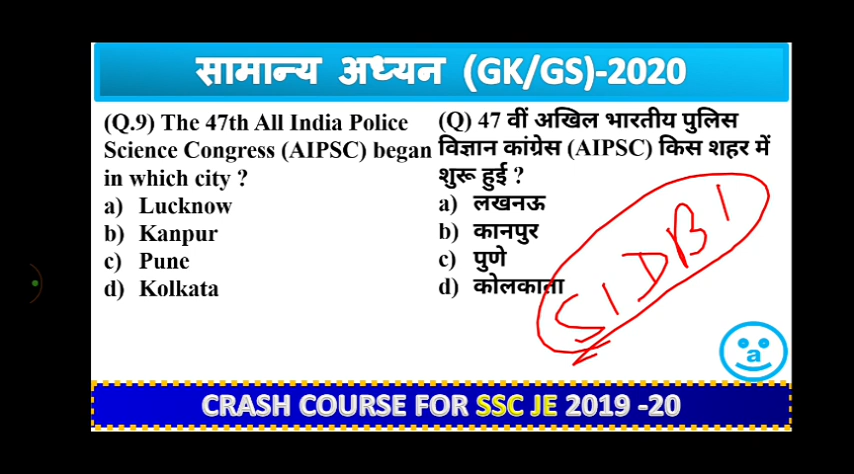 सामान्य अध्यन (GK/GS)-2020
(Q.9) The 47th All India Police
Science Congress (AIPSC) began
in which city ?
a) Lucknow
b) Kanpur
c) Pune
d) Kolkata
(Q) 47 वीं अखिल भारतीय पुलिस
विज्ञान कांग्रेस (AIPSC) किस शहर में
शुरू हुई ?
a) लखनऊ
b) कानपुर
c) पुणे
d) कोलकाता
SIDBI
a
CRASH COURSE FOR SSC JE 2019 -20